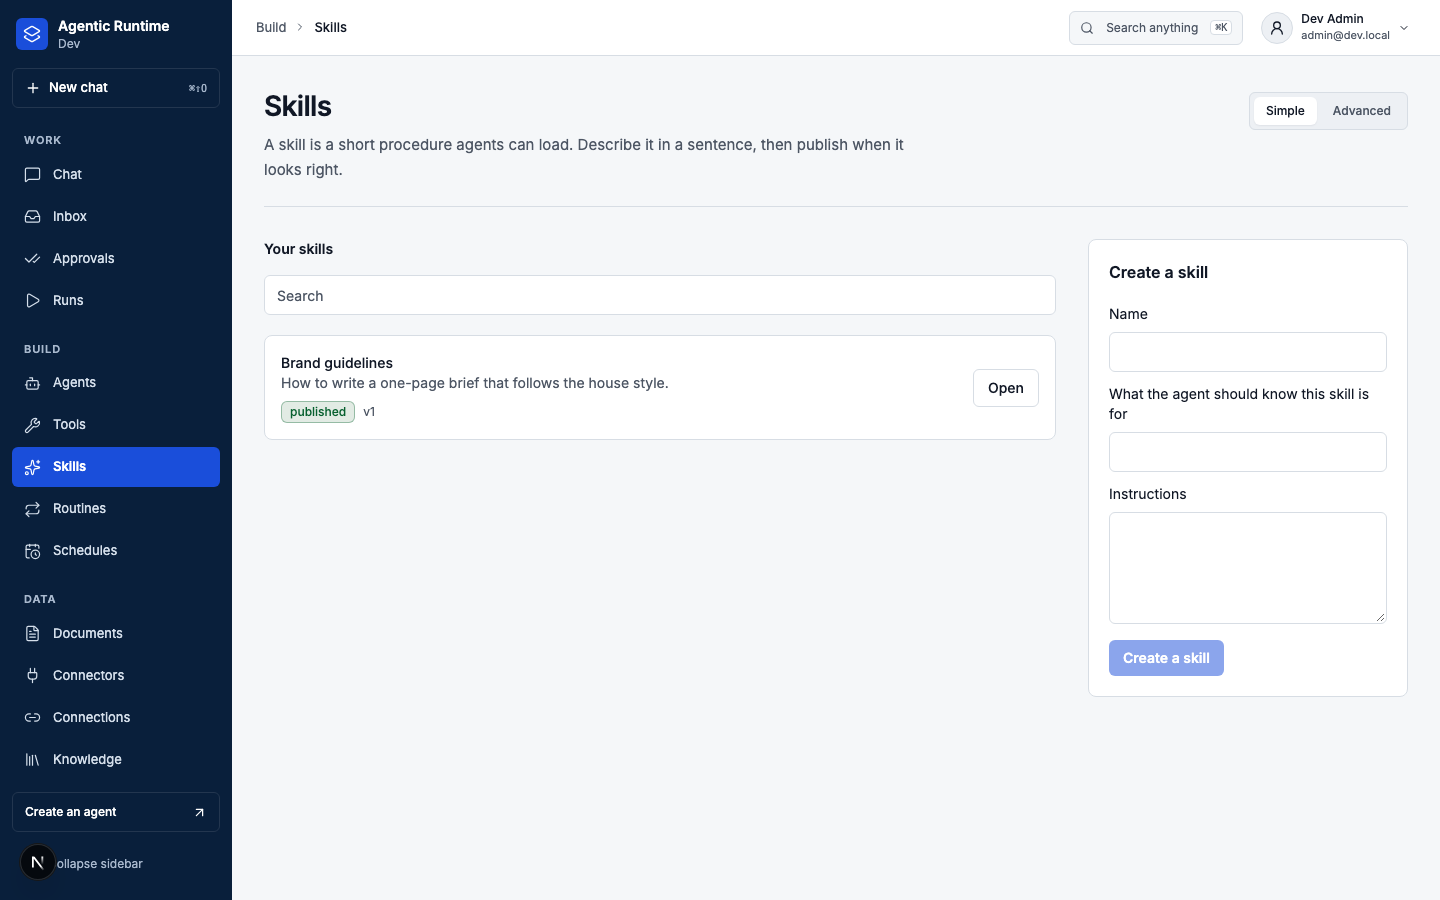 Agentic Runtime
Dev
New chat ⌘⇧O
WORK
Chat
Inbox
Approvals
Runs
BUILD
Agents
Tools
Skills
Routines
Schedules
DATA
Documents
Connectors
Connections
Knowledge
Create an agent
N ollapse sidebar
Build > Skills
Search anything ⌘K
Dev Admin
admin@dev.local
Skills
A skill is a short procedure agents can load. Describe it in a sentence, then publish when it
looks right.
Simple Advanced
Your skills
Search
Brand guidelines
How to write a one-page brief that follows the house style.
published v1
Open
Create a skill
Name
What the agent should know this skill is
for
Instructions
Create a skill